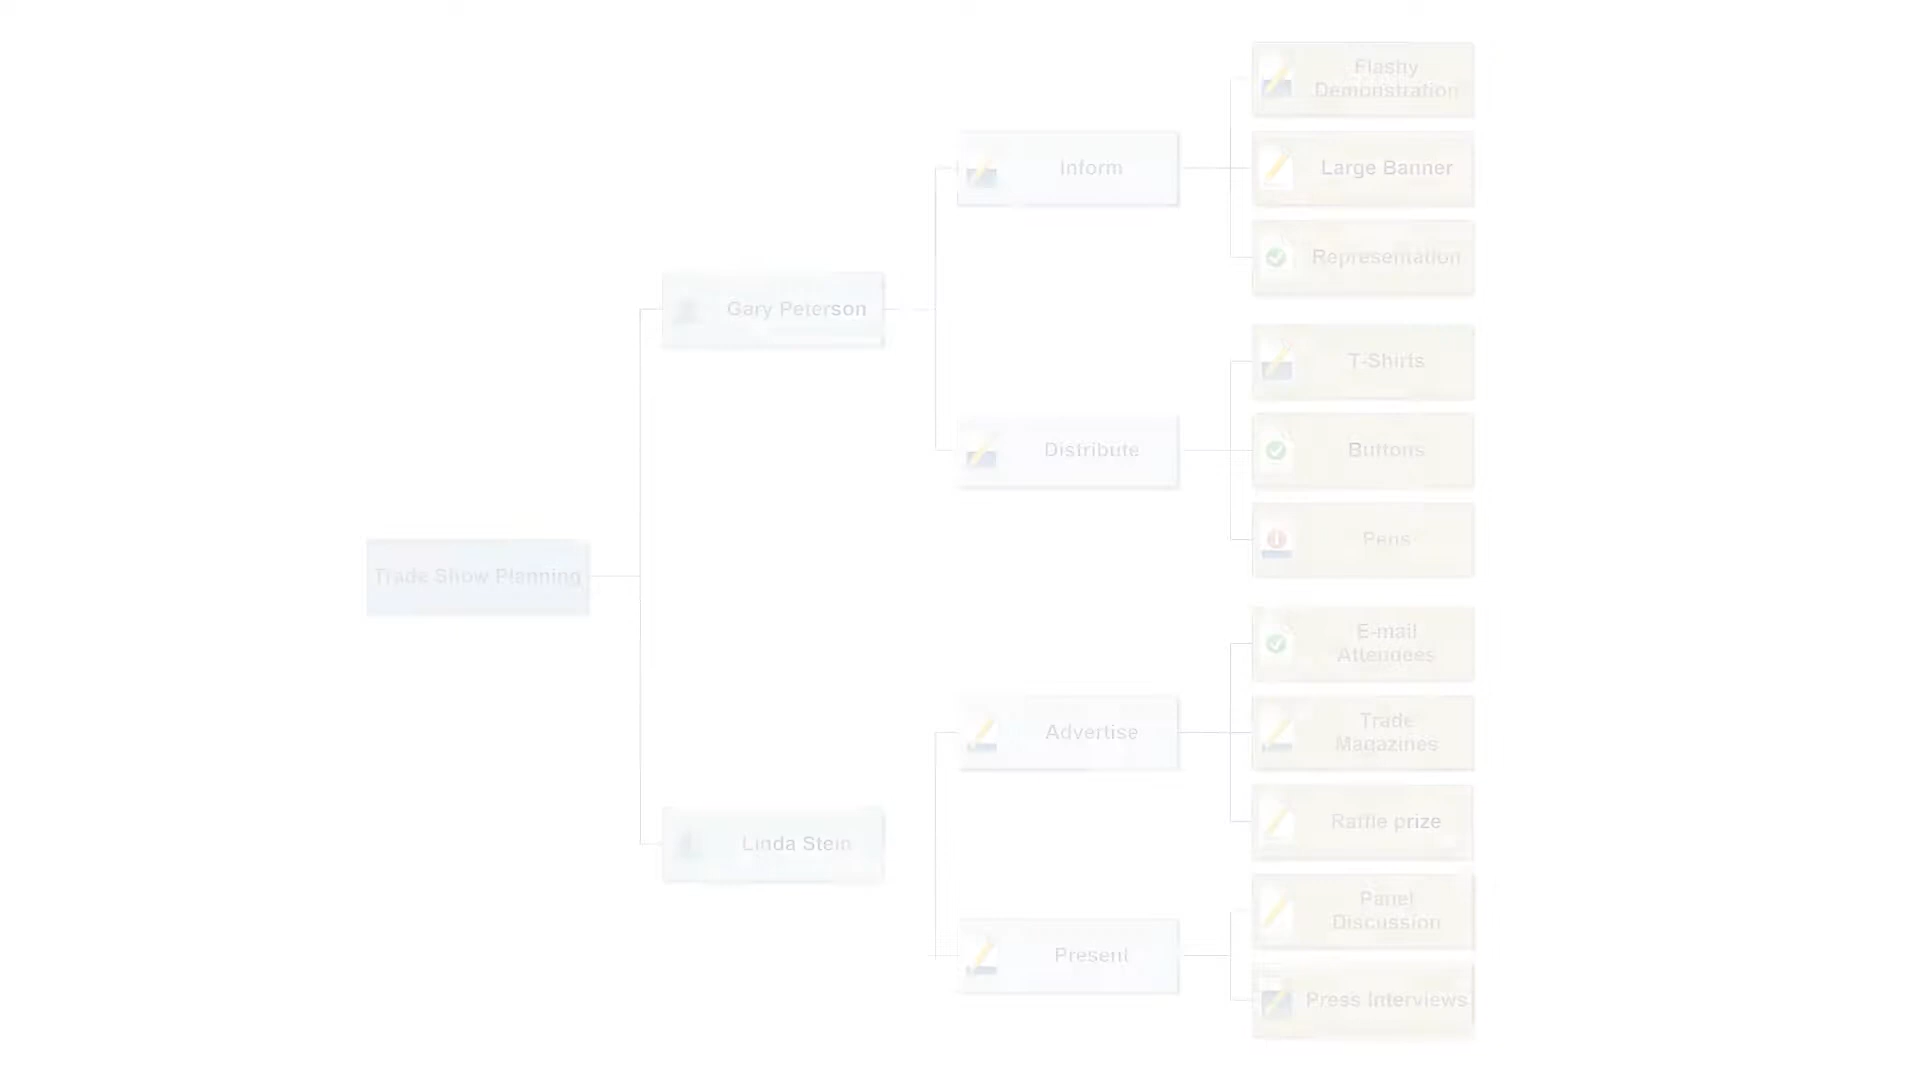 Trade Show Planning
Gary Peterson
Inform
Flashy
Demonstration
Large Banner
Representation
Distribute
T-Shirts
Buttons
Pens
Linda Stein
Advertise
E-mail
Attendees
Trade
Magazines
Raffle prize
Present
Panel
Discussion
Press Interviews